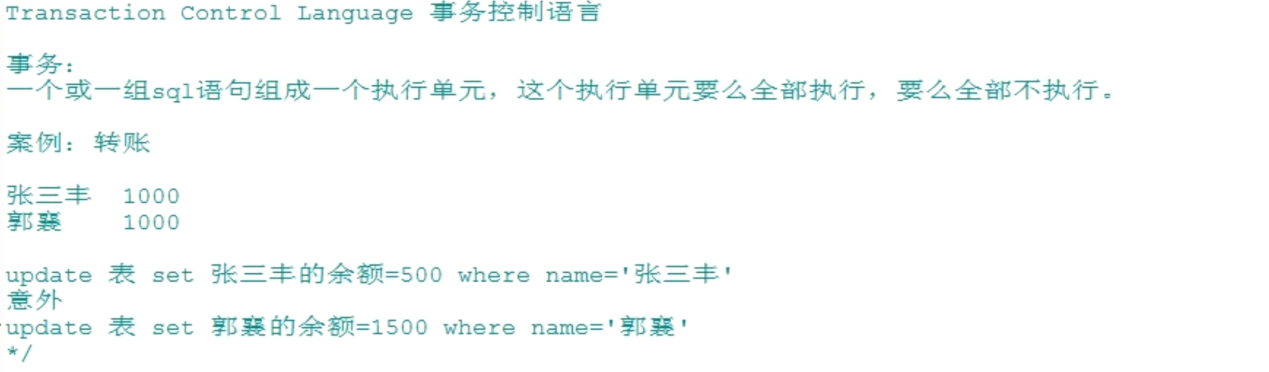 Transaction Control Language 事务控制语言
事务:
一个或一组sql语句组成一个执行单元，这个执行单元要么全部执行，要么全部不执行。
案例: 转账
张三丰  1000
郭襄    1000
update 表 set 张三丰的余额=500 where name='张三丰'
意外
update 表 set 郭襄的余额=1500 where name='郭襄'
*/